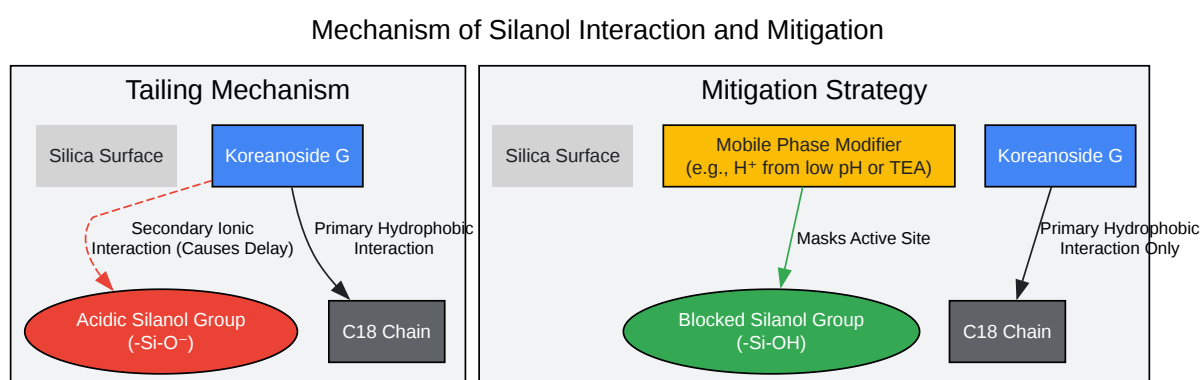 Mechanism of Silanol Interaction and Mitigation
Tailing Mechanism
Silica Surface
Koreanoside G
Secondary Ionic
Interaction (Causes Delay)
Primary Hydrophobic
Interaction
Acidic Silanol Group
(-Si-O⁻)
C18 Chain
Mitigation Strategy
Silica Surface
Mobile Phase Modifier
(e.g., H⁺ from low pH or TEA)
Koreanoside G
Masks Active Site
Primary Hydrophobic
Interaction Only
Blocked Silanol Group
(-Si-OH)
C18 Chain